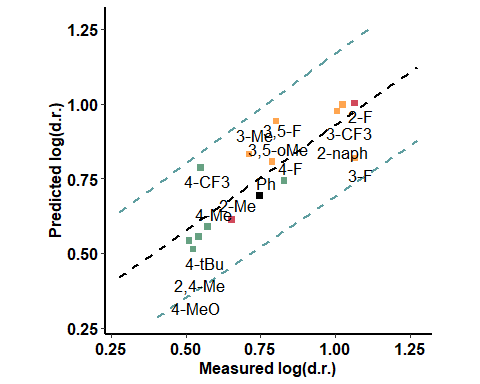 1.25
1.00
0.75
0.50
0.25
Predicted log(d.r.)
2-F
3,5-F
3-Me
3-CF3
3,5-oMe
2-naph
4-F
3-F
4-CF3
Ph
2-Me
4-Me
4-tBu
2,4-Me
4-MeO
0.25 0.50 0.75 1.00 1.25
Measured log(d.r.)